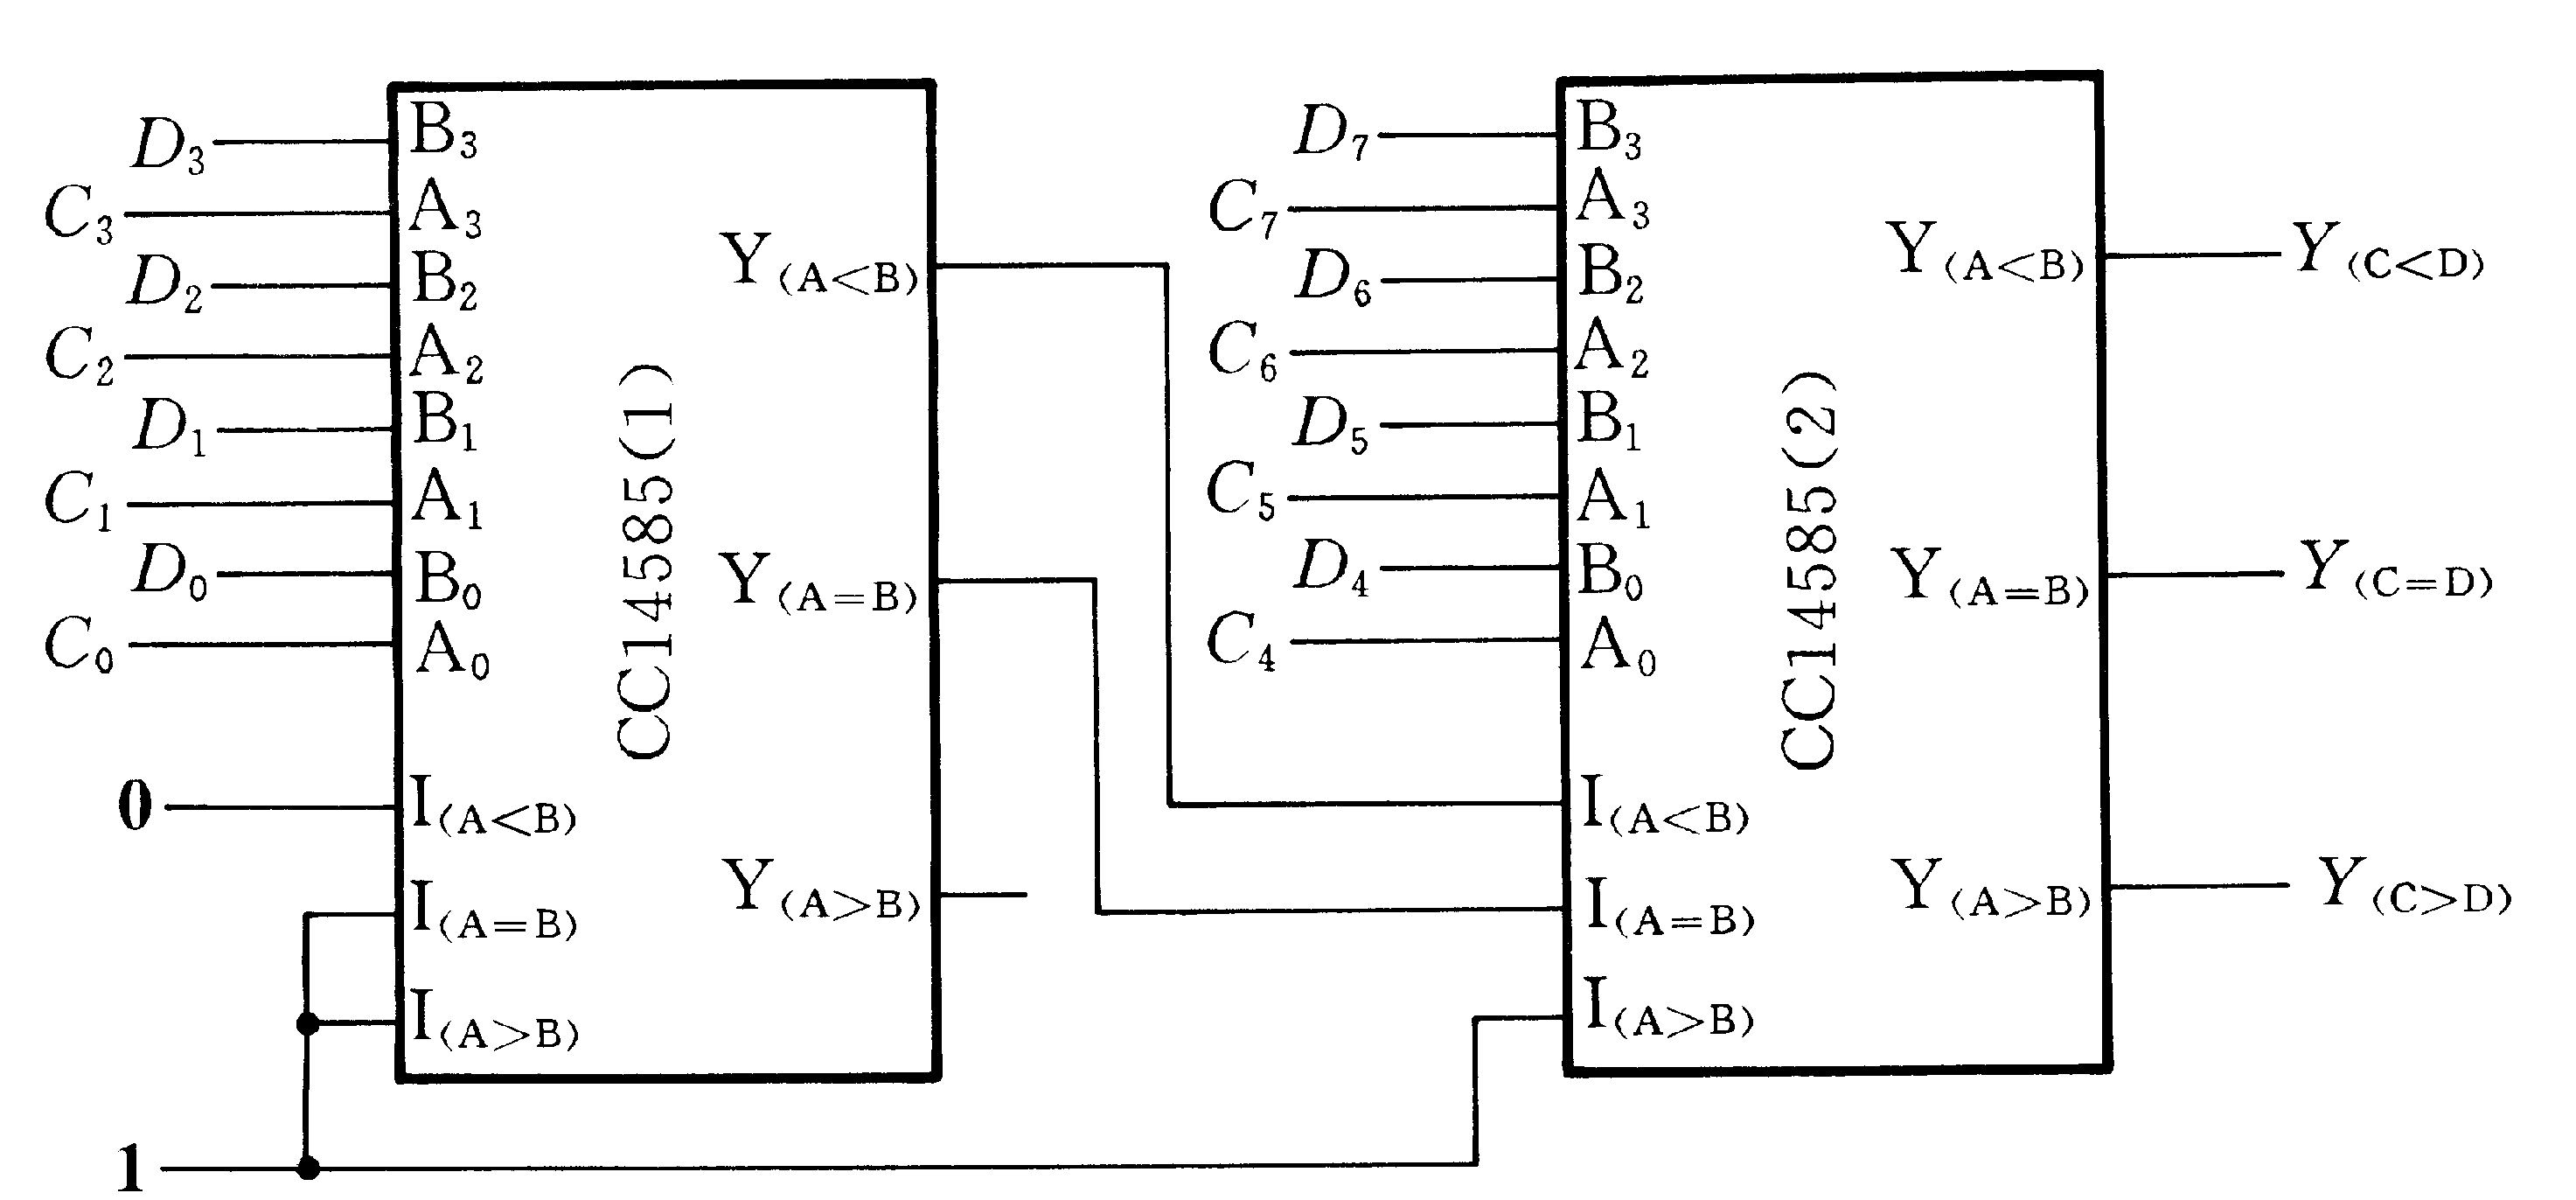 D₃ B₃
C₃ A₃
D₂ B₂
C₂ A₂
D₁ B₁
C₁ A₁
D₀ B₀
C₀ A₀
0 I(A<B)
I(A=B)
I(A>B)
1
CC14585(1)
Y(A<B)
Y(A=B)
Y(A>B)
D₇ B₃
C₇ A₃
D₆ B₂
C₆ A₂
D₅ B₁
C₅ A₁
D₄ B₀
C₄ A₀
I(A<B)
I(A=B)
I(A>B)
CC14585(2)
Y(A<B) Y(C<D)
Y(A=B) Y(C=D)
Y(A>B) Y(C>D)